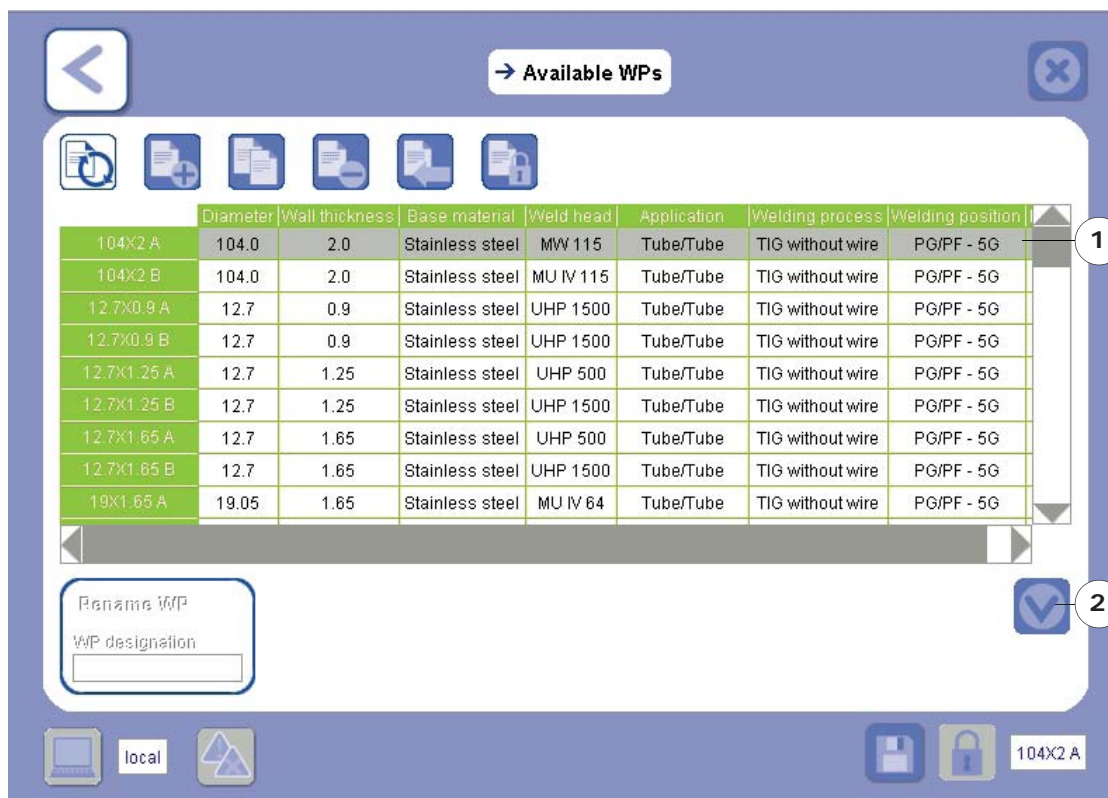 → Available WPs
Diameter Wall thickness Base material Weld head Application Welding process Welding position
104X2 A 104.0 2.0 Stainless steel MW 115 Tube/Tube TIG without wire PG/PF - 5G 1
104X2 B 104.0 2.0 Stainless steel MU IV 115 Tube/Tube TIG without wire PG/PF - 5G
12.7X0.9 A 12.7 0.9 Stainless steel UHP 1500 Tube/Tube TIG without wire PG/PF - 5G
12.7X0.9 B 12.7 0.9 Stainless steel UHP 1500 Tube/Tube TIG without wire PG/PF - 5G
12.7X1.25 A 12.7 1.25 Stainless steel UHP 500 Tube/Tube TIG without wire PG/PF - 5G
12.7X1.25 B 12.7 1.25 Stainless steel UHP 1500 Tube/Tube TIG without wire PG/PF - 5G
12.7X1.65 A 12.7 1.65 Stainless steel UHP 500 Tube/Tube TIG without wire PG/PF - 5G
12.7X1.65 B 12.7 1.65 Stainless steel UHP 1500 Tube/Tube TIG without wire PG/PF - 5G
19X1.65 A 19.05 1.65 Stainless steel MU IV 64 Tube/Tube TIG without wire PG/PF - 5G
Rename WP
2
WP designation
local
104X2 A